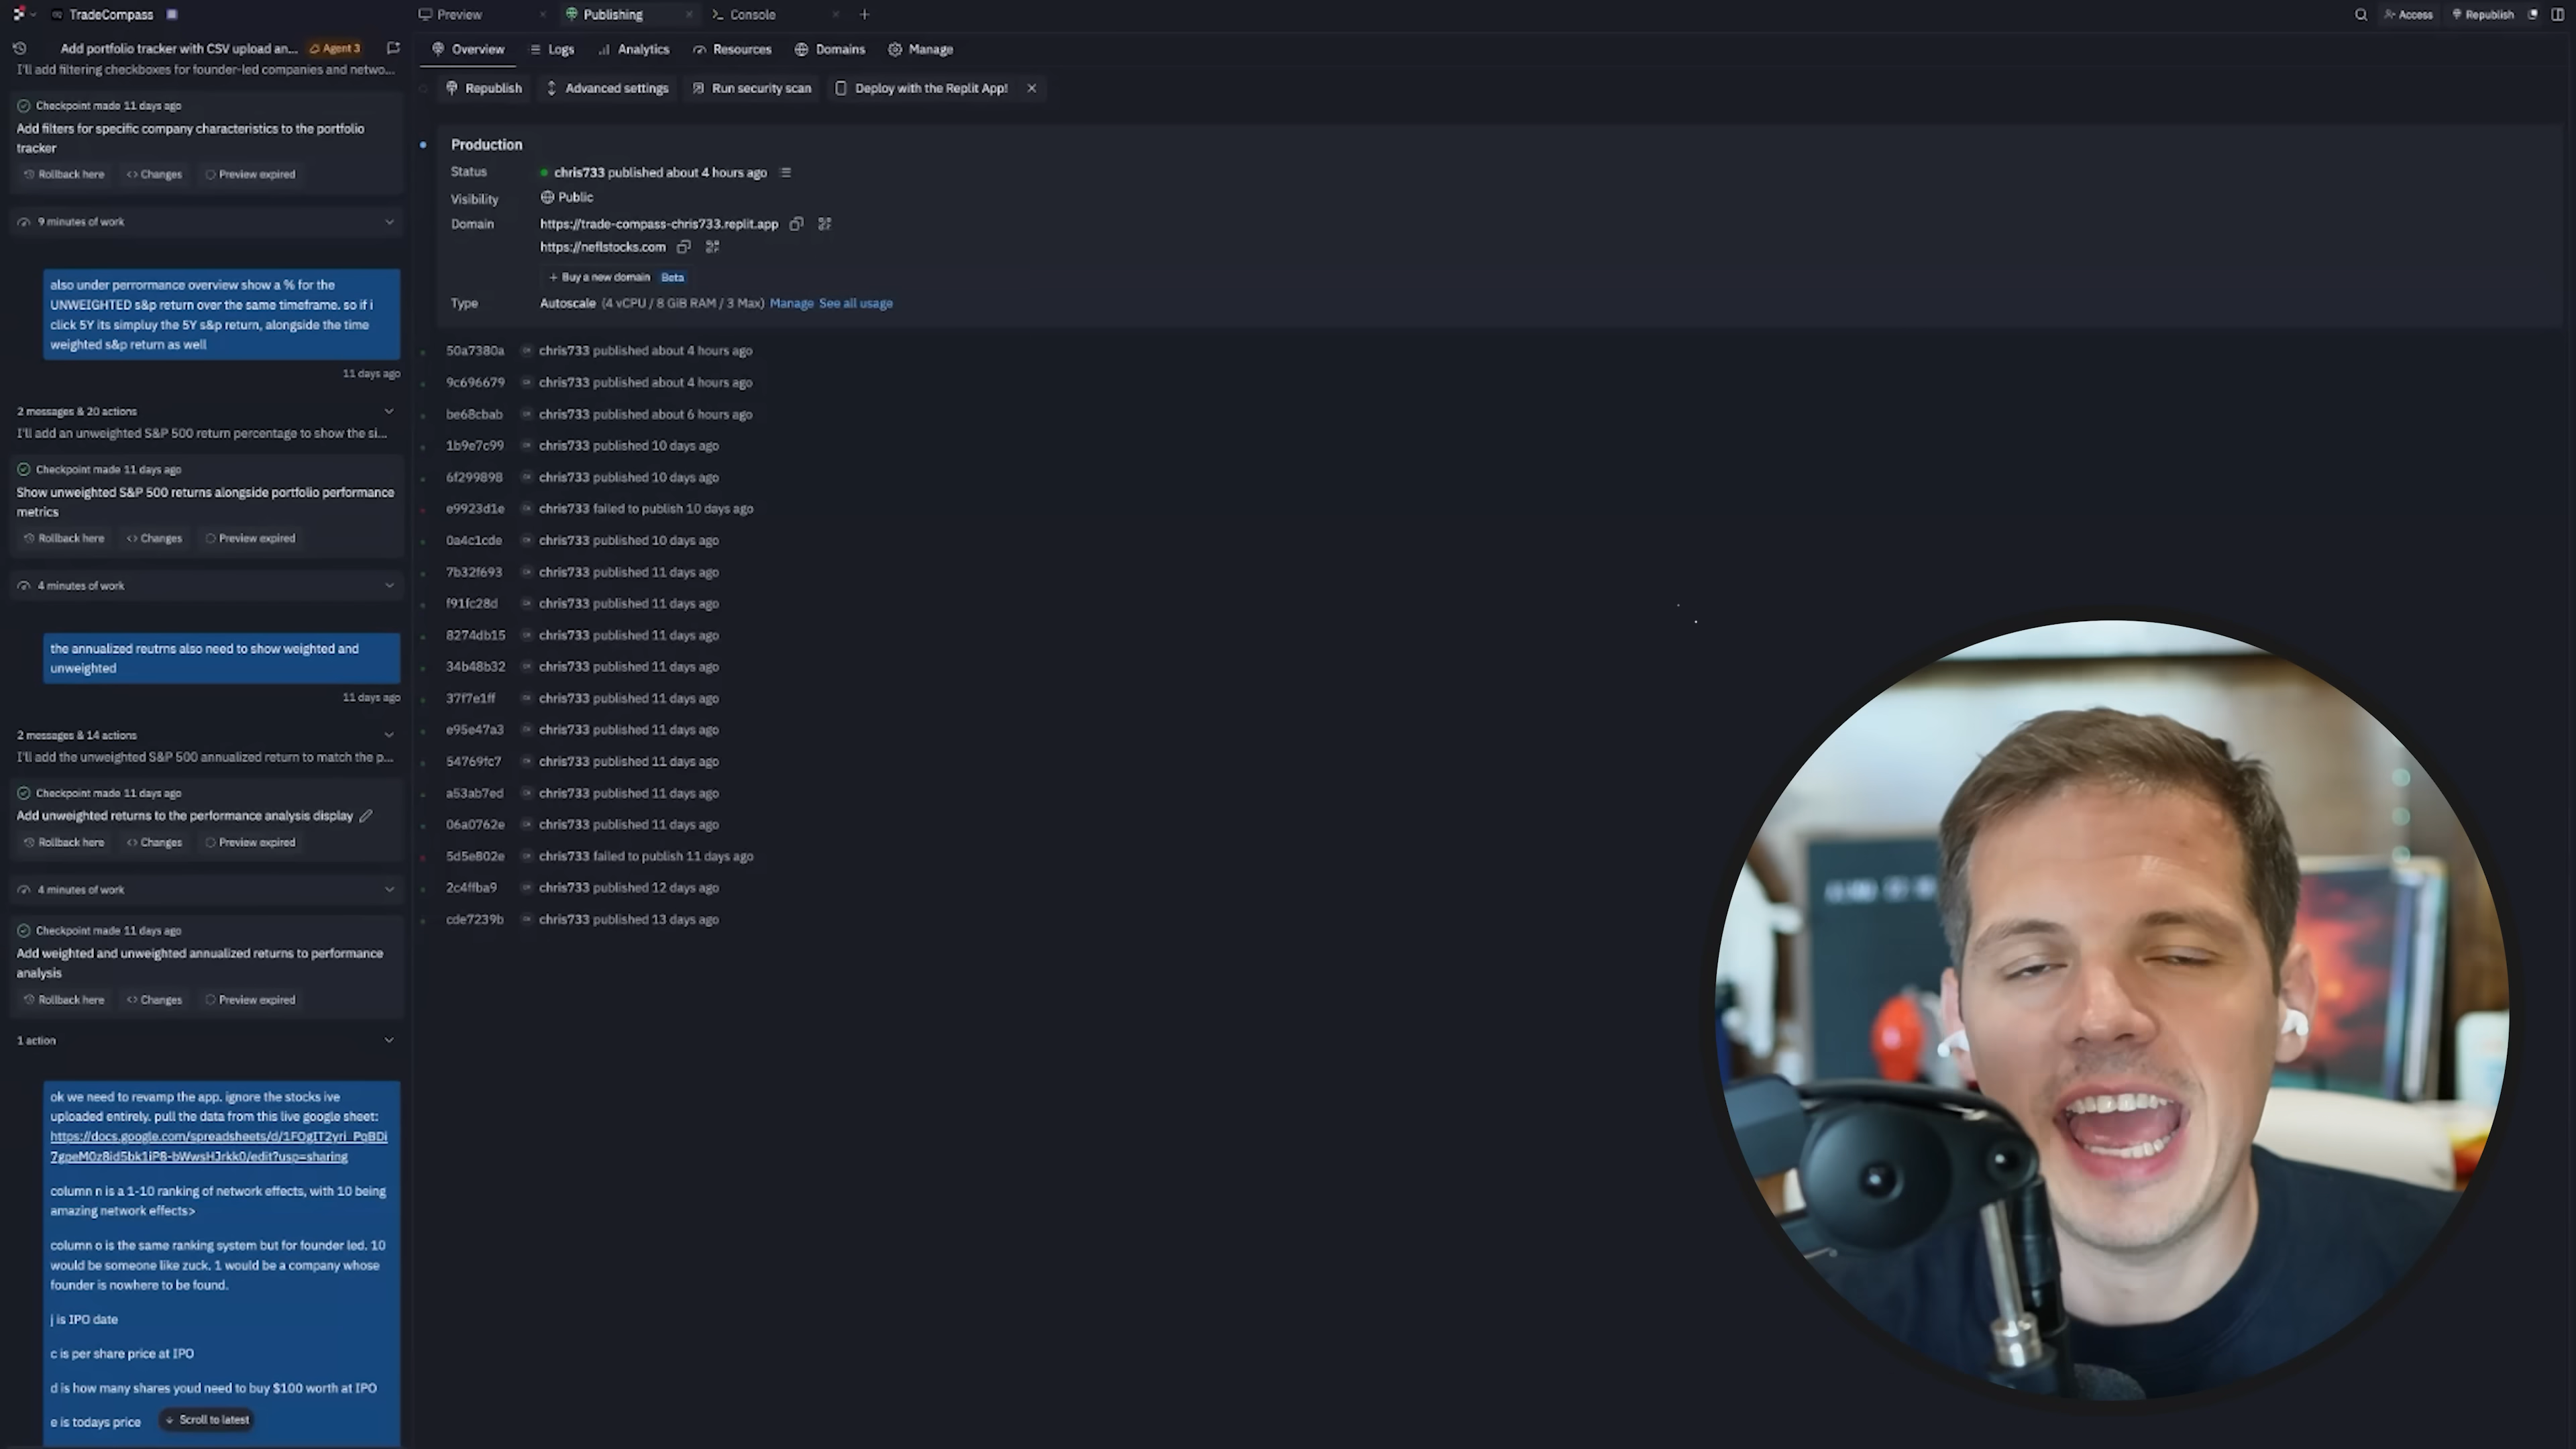 TradeCompass
Preview
Publishing
Console
Access
Republish
Add portfolio tracker with CSV upload an...
Agent 3
I'll add filtering checkboxes for founder-led companies and netwo...
Checkpoint made 11 days ago
Add filters for specific company characteristics to the portfolio
tracker
Rollback here
Changes
Preview expired
9 minutes of work
also under perrormance overview show a % for the
UNWEIGHTED s&p return over the same timeframe. so if i
click 5Y its simpluy the 5Y s&p return, alongside the time
weighted s&p return as well
11 days ago
2 messages & 20 actions
I'll add an unweighted S&P 500 return percentage to show the si...
Checkpoint made 11 days ago
Show unweighted S&P 500 returns alongside portfolio performance
metrics
Rollback here
Changes
Preview expired
4 minutes of work
the annualized reutrns also need to show weighted and
unweighted
11 days ago
2 messages & 14 actions
I'll add the unweighted S&P 500 annualized return to match the p...
Checkpoint made 11 days ago
Add unweighted returns to the performance analysis display
Rollback here
Changes
Preview expired
4 minutes of work
Checkpoint made 11 days ago
Add weighted and unweighted annualized returns to performance
analysis
Rollback here
Changes
Preview expired
1 action
ok we need to revamp the app. ignore the stocks ive
uploaded entirely. pull the data from this live google sheet:
https://docs.google.com/spreadsheets/d/1FOgIT2yri_PqBDi
7gpeM0z8id5bk1iP8-bWwsHJrkk0/edit?usp=sharing
column n is a 1-10 ranking of network effects, with 10 being
amazing network effects>
column o is the same ranking system but for founder led. 10
would be someone like zuck. 1 would be a company whose
founder is nowhere to be found.
j is IPO date
c is per share price at IPO
d is how many shares youd need to buy $100 worth at IPO
e is todays price
Scroll to latest
Overview
Logs
Analytics
Resources
Domains
Manage
Republish
Advanced settings
Run security scan
Deploy with the Replit App!
Production
Status
chris733 published about 4 hours ago
Visibility
Public
Domain
https://trade-compass-chris733.replit.app
https://neflstocks.com
+ Buy a new domain Beta
Type
Autoscale (4 vCPU / 8 GiB RAM / 3 Max) Manage See all usage
50a7380a chris733 published about 4 hours ago
9c696679 chris733 published about 4 hours ago
be68cbab chris733 published about 6 hours ago
1b9e7c99 chris733 published 10 days ago
6f299898 chris733 published 10 days ago
e9923d1e chris733 failed to publish 10 days ago
0a4c1cde chris733 published 10 days ago
7b32f693 chris733 published 11 days ago
f91fc28d chris733 published 11 days ago
8274db15 chris733 published 11 days ago
34b48b32 chris733 published 11 days ago
37f7e1ff chris733 published 11 days ago
e95e47a3 chris733 published 11 days ago
54769fc7 chris733 published 11 days ago
a53ab7ed chris733 published 11 days ago
06a0762e chris733 published 11 days ago
5d5e802e chris733 failed to publish 11 days ago
2c4ffba9 chris733 published 12 days ago
cde7239b chris733 published 13 days ago